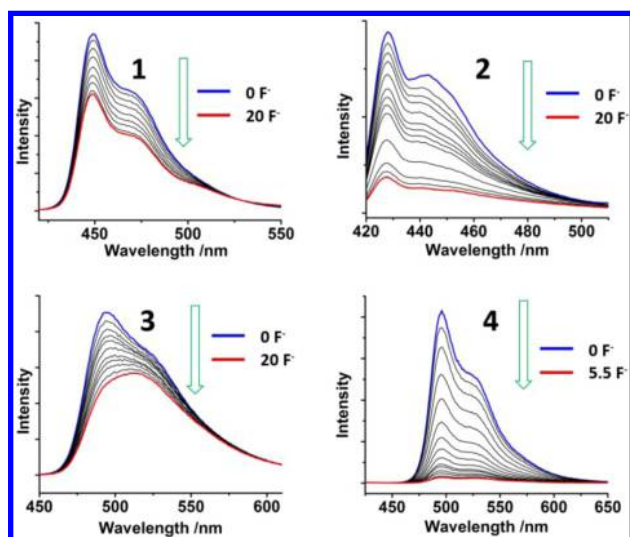 1
0 F⁻
20 F⁻
Intensity
450 500 550
Wavelength /nm
2
0 F⁻
20 F⁻
Intensity
420 440 460 480 500
Wavelength /nm
3
0 F⁻
20 F⁻
Intensity
450 500 550 600
Wavelength /nm
4
0 F⁻
5.5 F⁻
Intensity
450 500 550 600 650
Wavelength /nm